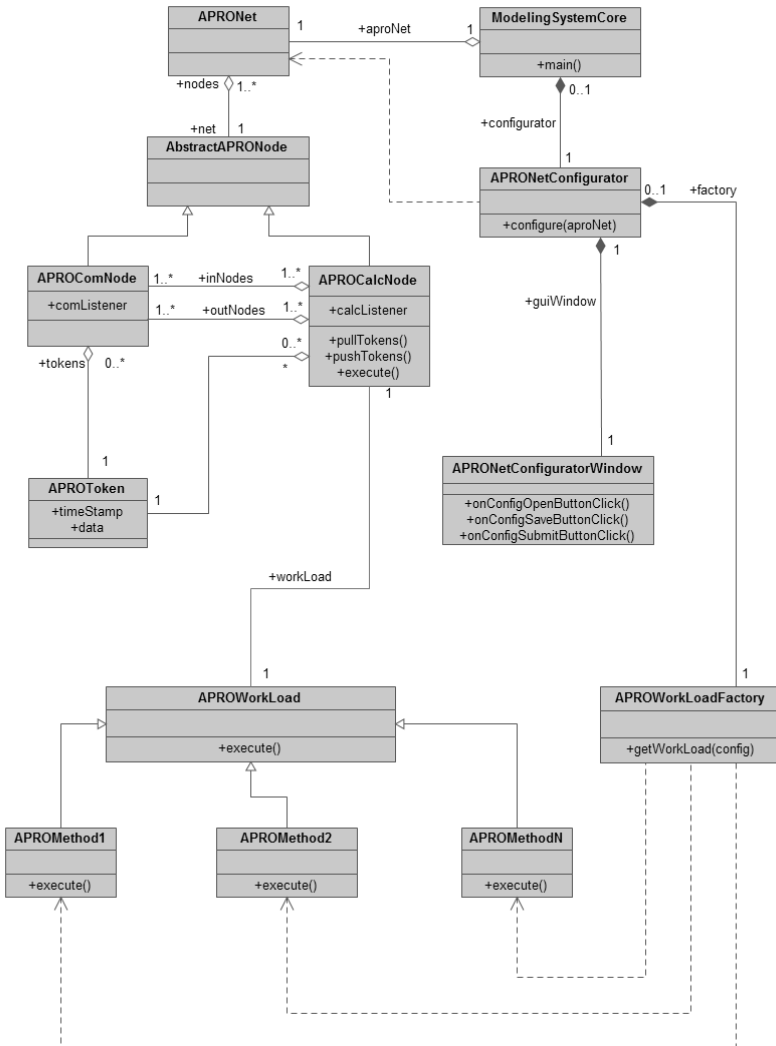 APRONet
1
+aproNet
1
ModelingSystemCore
+main()
+nodes
1..*
0..1
+net
1
+configurator
AbstractAPRONode
1
APRONetConfigurator
0..1
+factory
+configure(aproNet)
1
APROComNode
1..*
+inNodes
1..*
APROCalcNode
+comListener
+calcListener
+guiWindow
1..*
+outNodes
1..*
+pullTokens()
+pushTokens()
+execute()
+tokens
0..*
0..*
*
1
1
1
APRONetConfiguratorWindow
APROToken
+timeStamp
+data
1
+onConfigOpenButtonClick()
+onConfigSaveButtonClick()
+onConfigSubmitButtonClick()
+workLoad
1
1
APROWorkLoad
APROWorkLoadFactory
+execute()
+getWorkLoad(config)
APROMethod1
APROMethod2
APROMethodN
+execute()
+execute()
+execute()